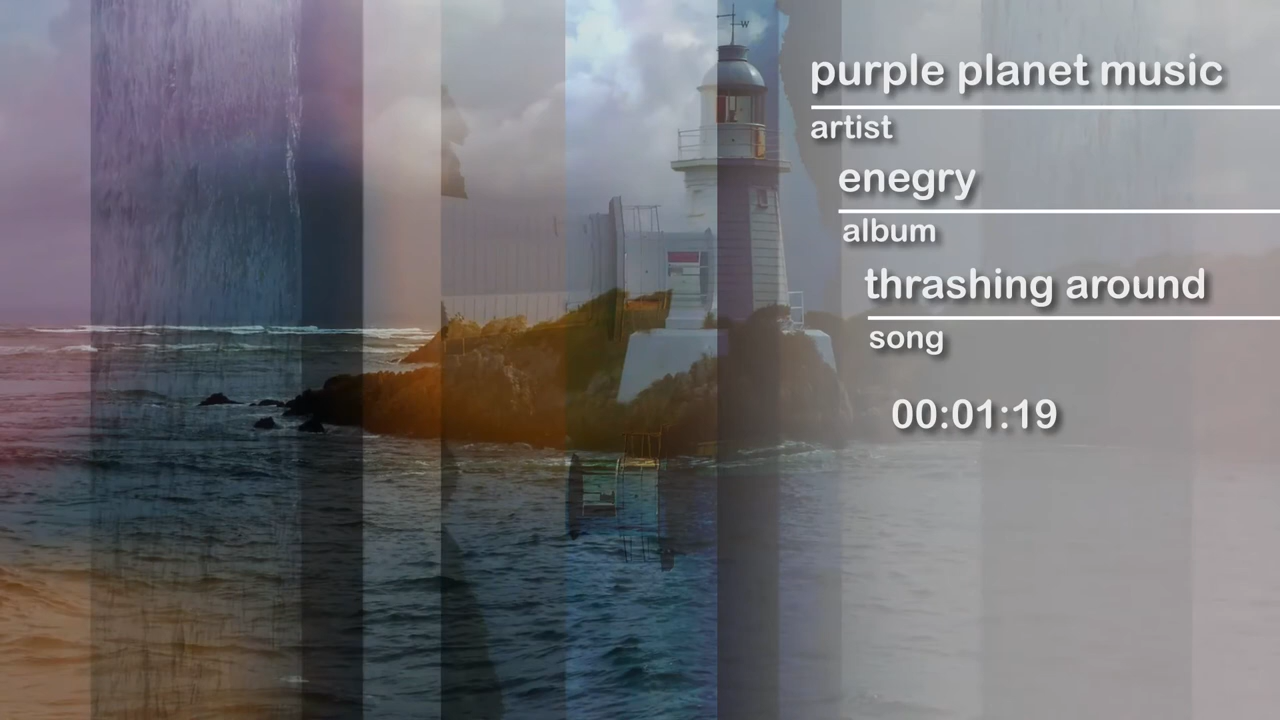 purple planet music
artist
enegry
album
thrashing around
song
00:01:19